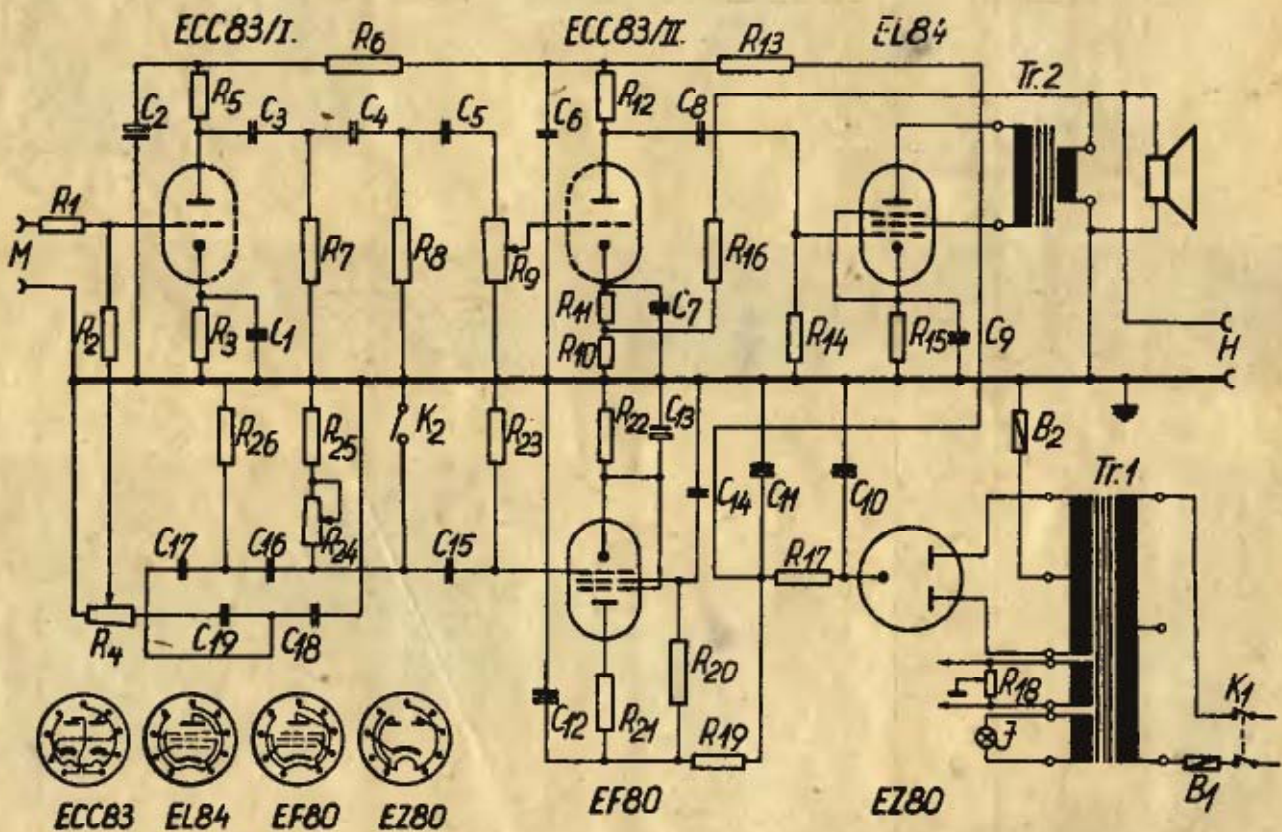 ECC83/I.
R6
ECC83/II.
R13
EL84
Tr.2
C2
R5
C3
C4
C5
C6
R12
C8
R1
M
R7
R8
R9
R16
R2
R3
C1
R11
C7
R10
R14
R15
C9
H
R26
R25
K2
R23
R22
C13
B2
C14
C11
C10
Tr.1
R24
C17
C16
C15
R17
R4
C19
C18
R20
R18
K1
C12
R21
R19
J
B1
ECC83
EL84
EF80
EZ80
EF80
EZ80